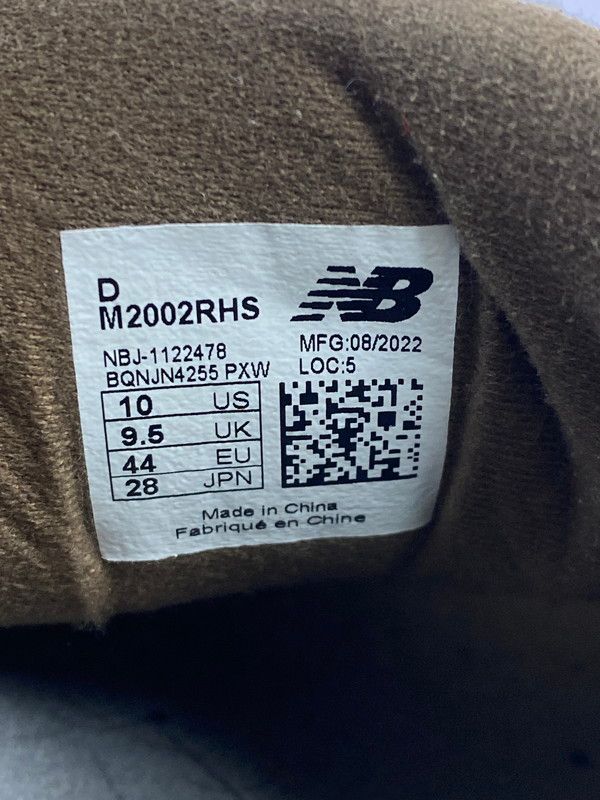 D
M2002RHS
NB
NBJ-1122478
BQNJN4255 PXW
MFG:08/2022
LOC:5
10 US
9.5 UK
44 EU
28 JPN
Made in China
Fabriqué en Chine